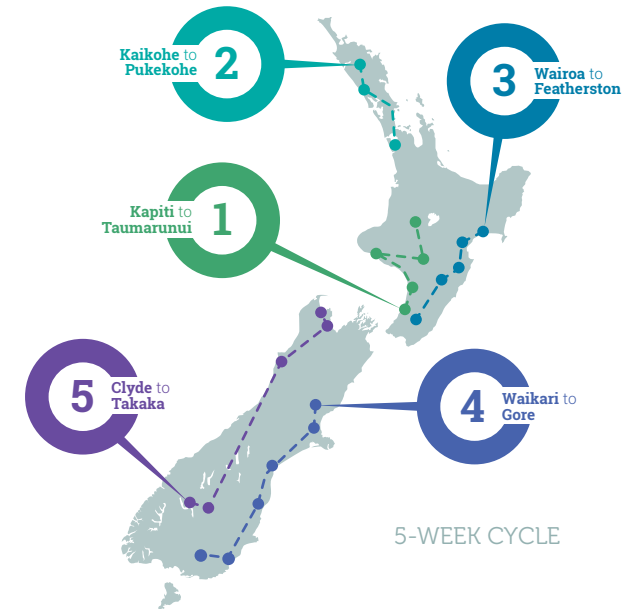 Kaikohe to
Pukekohe
2
3
Wairoa to
Featherston
Kapiti to
Taumarunui
1
5
Clyde to
Takaka
4
Waikari to
Gore
5-WEEK CYCLE